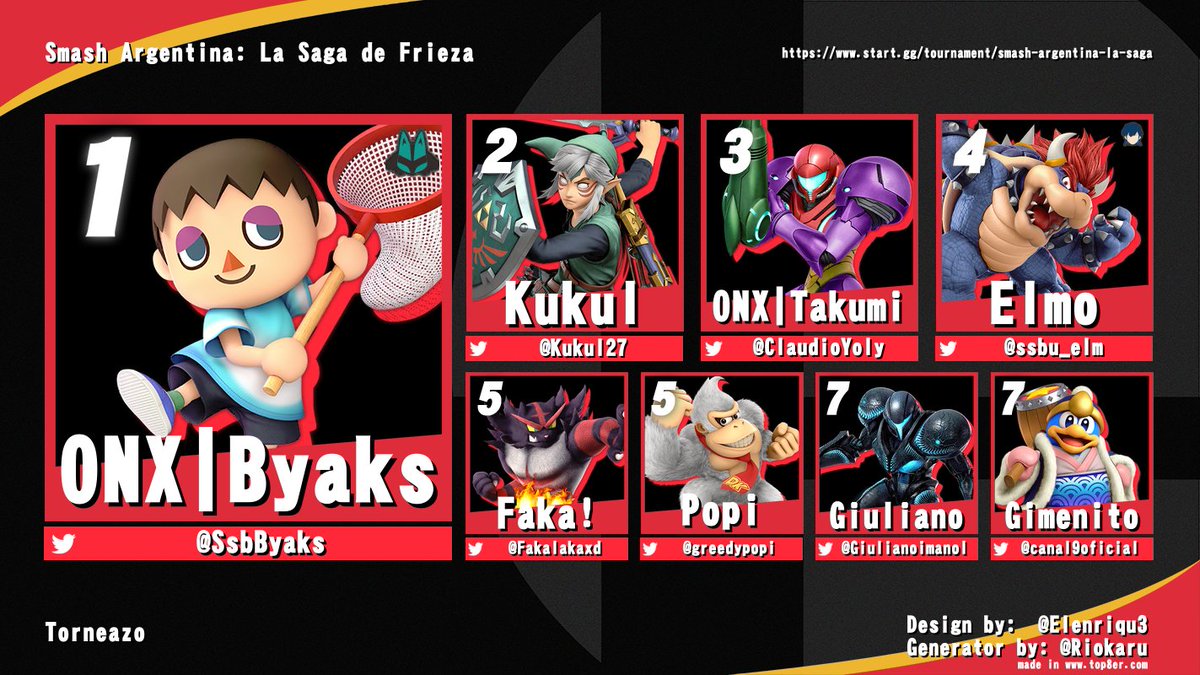 Smash Argentina: La Saga de Frieza
https://www.start.gg/tournament/smash-argentina-la-saga
1
ONX|Byaks
@SsbByaks
2
Kukul
@Kukul27
3
ONX|Takumi
@ClaudioYoly
4
Elmo
@ssbu_elm
5
Faka!
@Fakalakaxd
5
Popi
@greedypopi
7
Giuliano
@Giulianoimanol
7
Gimenito
@canal9oficial
Torneazo
Design by: @Elenriqu3
Generator by: @Riokaru
made in www.top8er.com